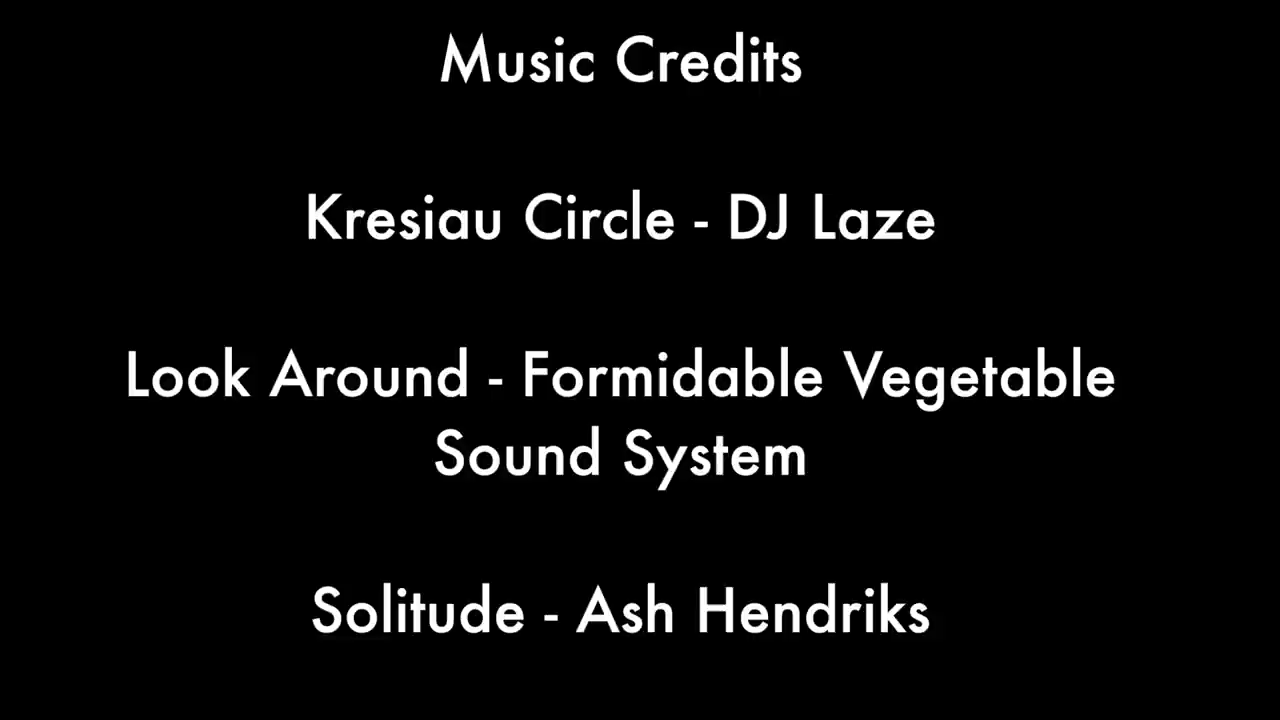 Music Credits
Kresiau Circle - DJ Laze
Look Around - Formidable Vegetable
Sound System
Solitude - Ash Hendriks